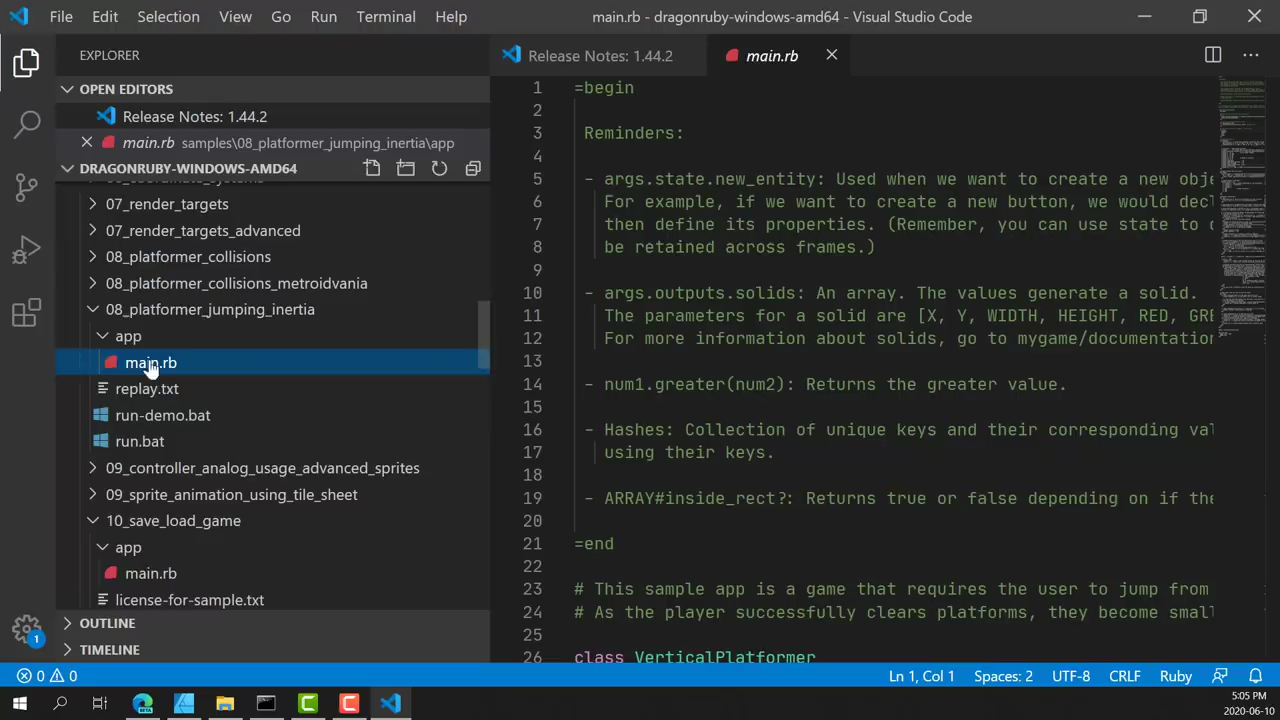 File Edit Selection View Go Run Terminal Help
main.rb - dragonruby-windows-amd64 - Visual Studio Code
EXPLORER
OPEN EDITORS
Release Notes: 1.44.2
main.rb samples\08_platformer_jumping_inertia\app
DRAGONRUBY-WINDOWS-AMD64
07_render_targets
07_render_targets_advanced
08_platformer_collisions
08_platformer_collisions_metroidvania
08_platformer_jumping_inertia
app
main.rb
replay.txt
run-demo.bat
run.bat
09_controller_analog_usage_advanced_sprites
09_sprite_animation_using_tile_sheet
10_save_load_game
app
main.rb
license-for-sample.txt
OUTLINE
TIMELINE
Release Notes: 1.44.2
main.rb
1 =begin
2
3 Reminders:
4
5 - args.state.new_entity: Used when we want to create a new obje
6 For example, if we want to create a new button, we would decl
7 then define its properties. (Remember, you can use state to d
8 be retained across frames.)
9
10 - args.outputs.solids: An array. The values generate a solid.
11 The parameters for a solid are [X, Y, WIDTH, HEIGHT, RED, GRE
12 For more information about solids, go to mygame/documentation
13
14 - num1.greater(num2): Returns the greater value.
15
16 - Hashes: Collection of unique keys and their corresponding val
17 using their keys.
18
19 - ARRAY#inside_rect?: Returns true or false depending on if the
20
21 =end
22
23 # This sample app is a game that requires the user to jump from
24 # As the player successfully clears platforms, they become small
25
26 class VerticalPlatformer
1
0 0
Ln 1, Col 1 Spaces: 2 UTF-8 CRLF Ruby
BETA
5:05 PM
2020-06-10